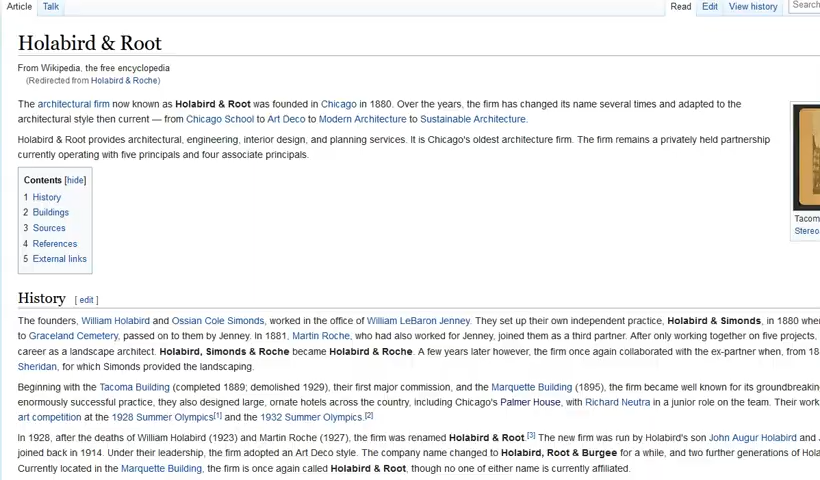 Article Talk Read Edit View history Search
Holabird & Root
From Wikipedia, the free encyclopedia
(Redirected from Holabird & Roche)
The architectural firm now known as Holabird & Root was founded in Chicago in 1880. Over the years, the firm has changed its name several times and adapted to the
architectural style then current — from Chicago School to Art Deco to Modern Architecture to Sustainable Architecture.
Holabird & Root provides architectural, engineering, interior design, and planning services. It is Chicago's oldest architecture firm. The firm remains a privately held partnership
currently operating with five principals and four associate principals.
Contents [hide]
1 History
2 Buildings
3 Sources
4 References
5 External links
Tacom
Stereo
History [ edit ]
The founders, William Holabird and Ossian Cole Simonds, worked in the office of William LeBaron Jenney. They set up their own independent practice, Holabird & Simonds, in 1880 whe
to Graceland Cemetery, passed on to them by Jenney. In 1881, Martin Roche, who had also worked for Jenney, joined them as a third partner. After only working together on five projects,
career as a landscape architect. Holabird, Simonds & Roche became Holabird & Roche. A few years later however, the firm once again collaborated with the ex-partner when, from 18
Sheridan, for which Simonds provided the landscaping.
Beginning with the Tacoma Building (completed 1889; demolished 1929), their first major commission, and the Marquette Building (1895), the firm became well known for its groundbreakin
enormously successful practice, they also designed large, ornate hotels across the country, including Chicago's Palmer House, with Richard Neutra in a junior role on the team. Their work
art competition at the 1928 Summer Olympics[1] and the 1932 Summer Olympics.[2]
In 1928, after the deaths of William Holabird (1923) and Martin Roche (1927), the firm was renamed Holabird & Root.[3] The new firm was run by Holabird's son John Augur Holabird and
joined back in 1914. Under their leadership, the firm adopted an Art Deco style. The company name changed to Holabird, Root & Burgee for a while, and two further generations of Hola
Currently located in the Marquette Building, the firm is once again called Holabird & Root, though no one of either name is currently affiliated.